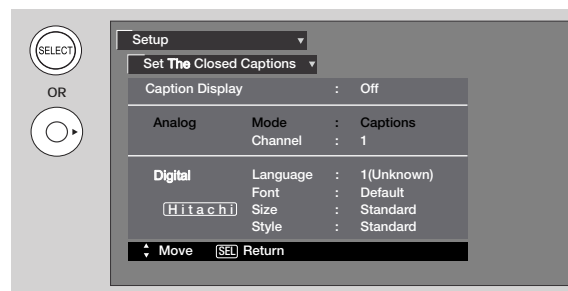 SELECT
OR
Setup
Set The Closed Captions
Caption Display : Off
Analog Mode : Captions
Channel : 1
Digital Language : 1(Unknown)
Font : Default
Hitachi Size : Standard
Style : Standard
Move SEL Return